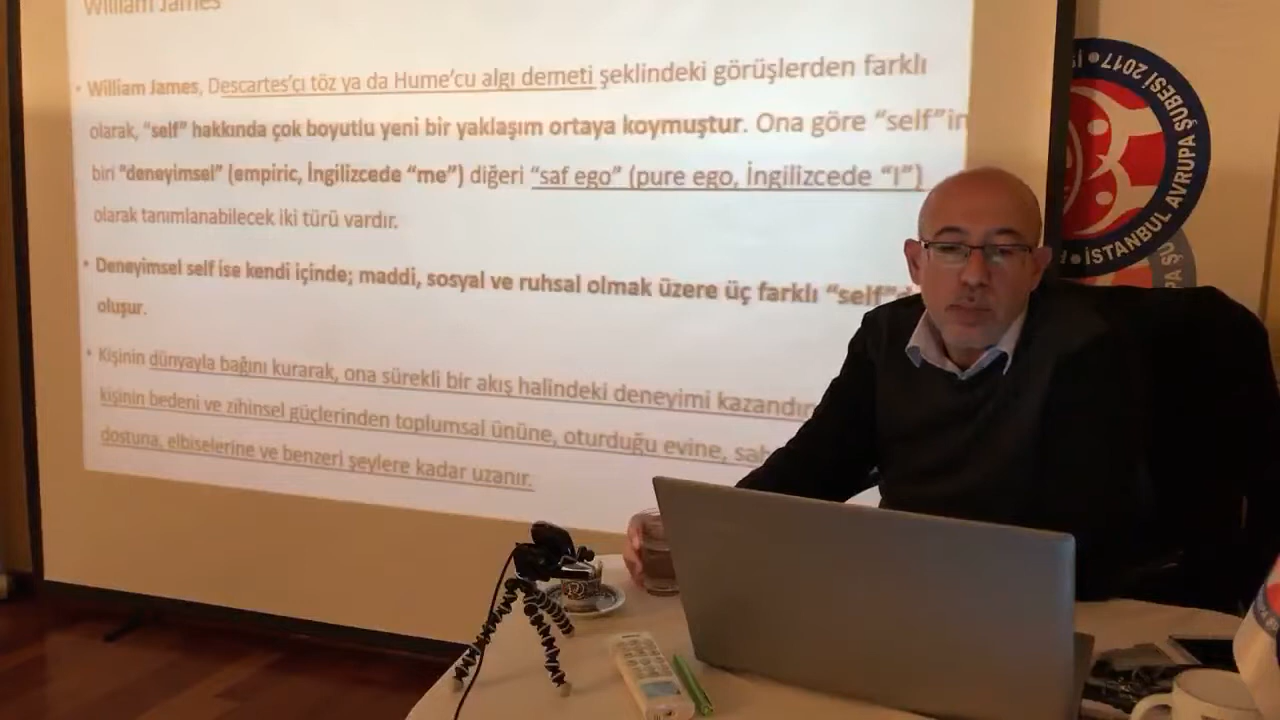 William James
• William James, Descartes'çı töz ya da Hume'cu algı demeti şeklindeki görüşlerden farklı
olarak, "self" hakkında çok boyutlu yeni bir yaklaşım ortaya koymuştur. Ona göre "self"in
biri "deneyimsel" (empiric, İngilizcede "me") diğeri "saf ego" (pure ego, İngilizcede "I")
olarak tanımlanabilecek iki türü vardır.
• Deneyimsel self ise kendi içinde; maddi, sosyal ve ruhsal olmak üzere üç farklı "self"d
oluşur.
• Kişinin dünyayla bağını kurarak, ona sürekli bir akış halindeki deneyimi kazandır
kişinin bedeni ve zihinsel güçlerinden toplumsal ününe, oturduğu evine, sah
dostuna, elbiselerine ve benzeri şeylere kadar uzanır.
İSTANBUL AVRUPA ŞUBESİ 2017